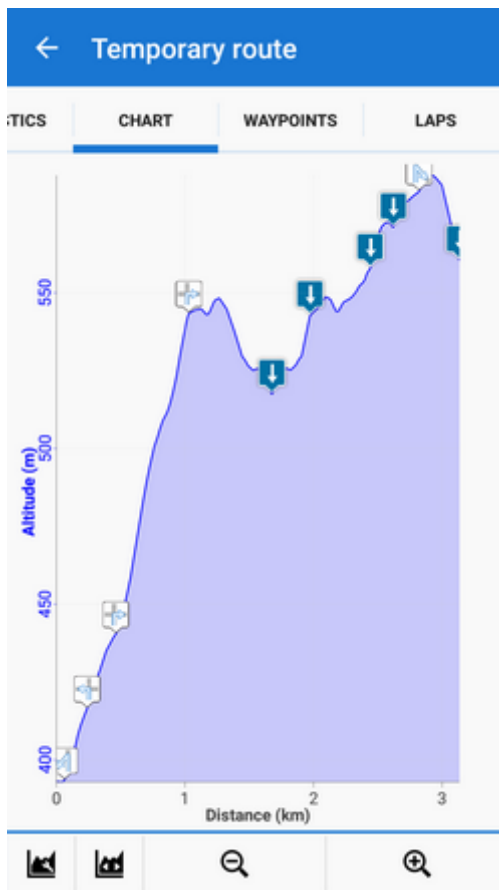 Temporary route
TICS
CHART
WAYPOINTS
LAPS
550
500
450
400
Altitude (m)
0
1
2
3
Distance (km)